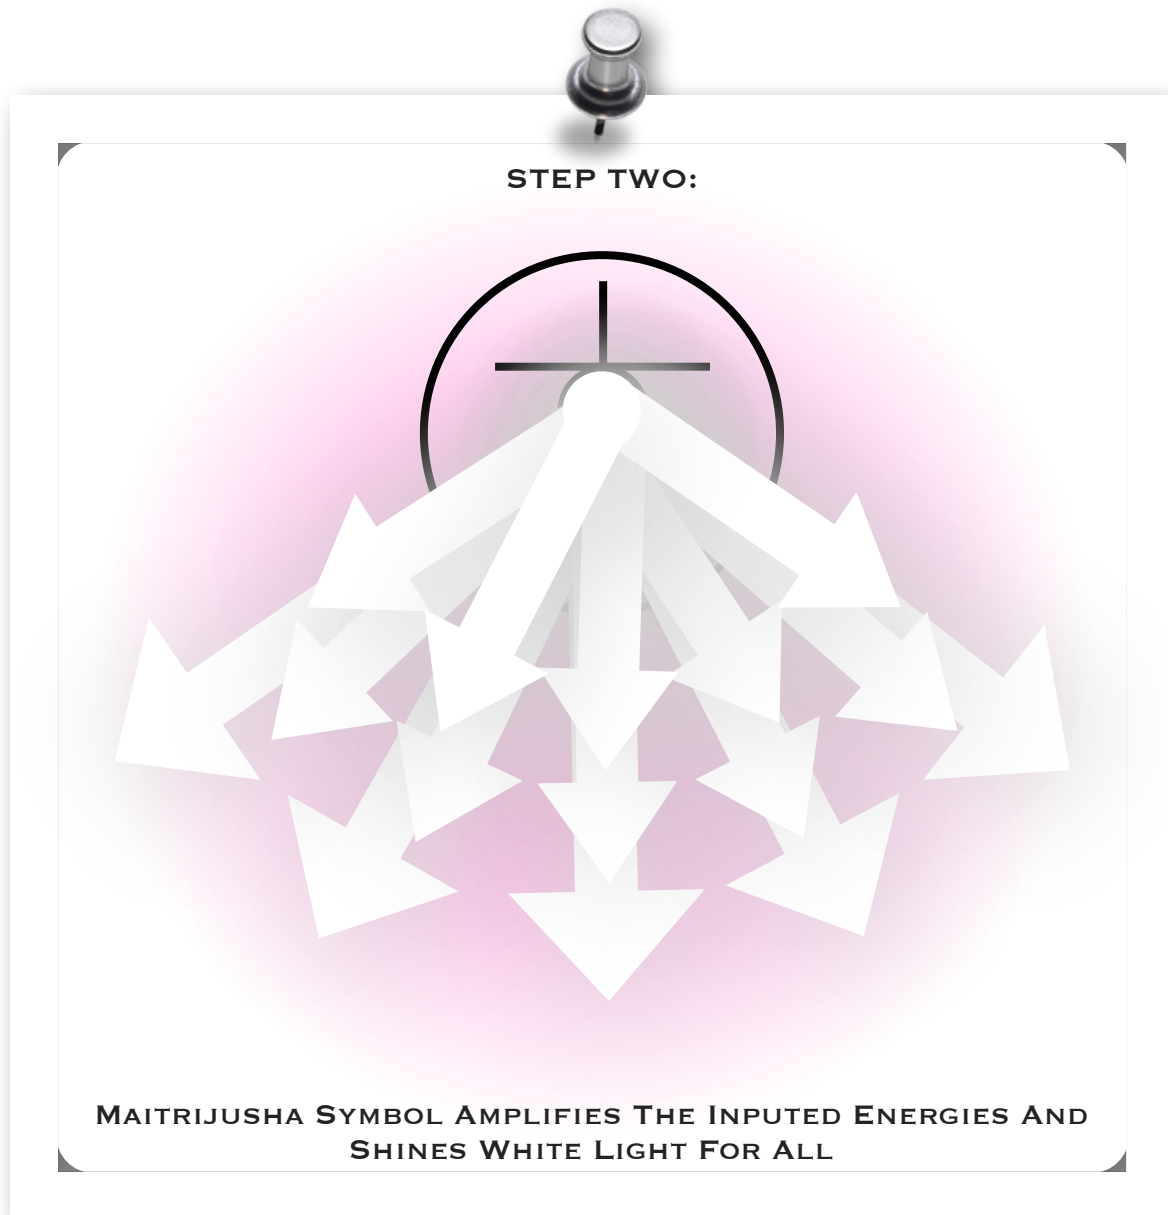 STEP TWO:
MAITRIJUSHA SYMBOL AMPLIFIES THE INPUTED ENERGIES AND
SHINES WHITE LIGHT FOR ALL